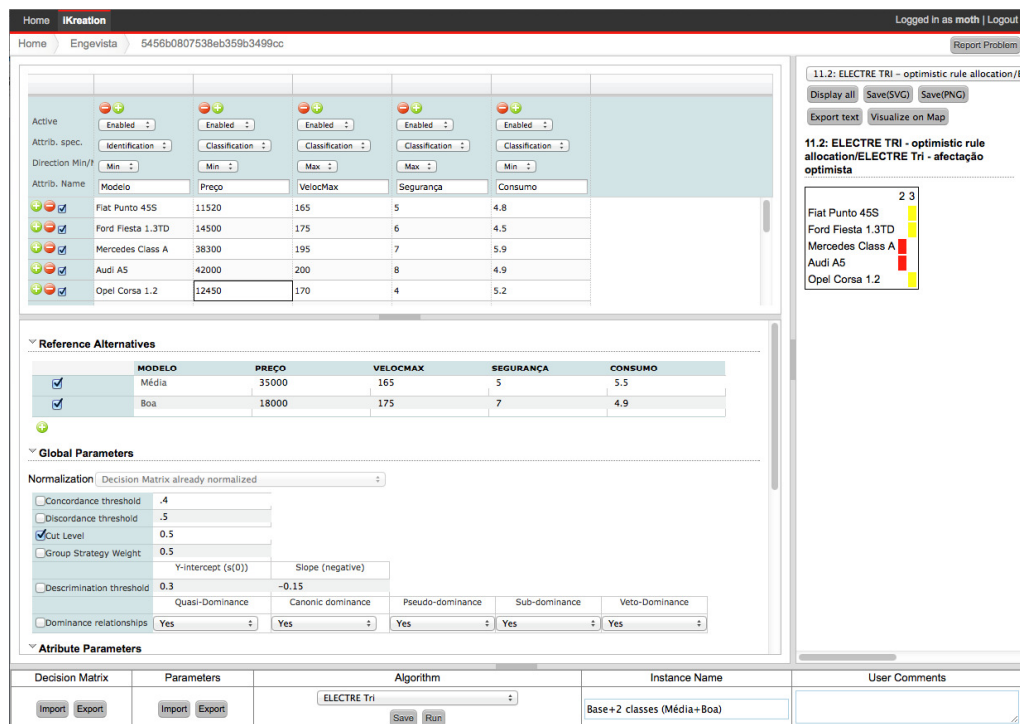 Home iKreation Logged in as moth | Logout
Home Engevista 5456b0807538eb359b3499cc Report Problem
Active Enabled Enabled Enabled Enabled Enabled
Attrib. spec. Identification Classification Classification Classification Classification
Direction Min/M Min Min Max Max Min
Attrib. Name Modelo Preço VelocMax Segurança Consumo
Fiat Punto 45S 11520 165 5 4.8
Ford Fiesta 1.3TD 14500 175 6 4.5
Mercedes Class A 38300 195 7 5.9
Audi A5 42000 200 8 4.9
Opel Corsa 1.2 12450 170 4 5.2
Reference Alternatives
MODELO PREÇO VELOCMAX SEGURANÇA CONSUMO
Média 35000 165 5 5.5
Boa 18000 175 7 4.9
Global Parameters
Normalization Decision Matrix already normalized
Concordance threshold .4
Discordance threshold .5
Cut Level 0.5
Group Strategy Weight 0.5
Y-intercept (s(0)) Slope (negative)
Descrimination threshold 0.3 -0.15
Quasi-Dominance Canonic dominance Pseudo-dominance Sub-dominance Veto-Dominance
Dominance relationships Yes Yes Yes Yes Yes
Atribute Parameters
11.2: ELECTRE TRI - optimistic rule allocation/E
Display all Save(SVG) Save(PNG)
Export text Visualize on Map
11.2: ELECTRE TRI - optimistic rule
allocation/ELECTRE Tri - afectação
optimista
2 3
Fiat Punto 45S
Ford Fiesta 1.3TD
Mercedes Class A
Audi A5
Opel Corsa 1.2
Decision Matrix Parameters Algorithm Instance Name User Comments
Import Export Import Export ELECTRE Tri Base+2 classes (Média+Boa)
Save Run